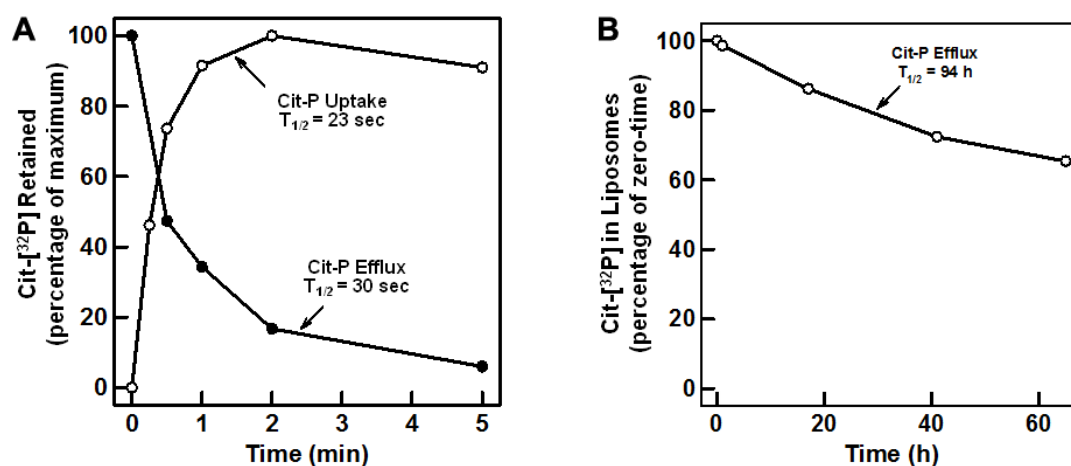 A
Cit-[³²P] Retained
(percentage of maximum)
100
80
60
40
20
0
Cit-P Uptake
T₁/₂ = 23 sec
Cit-P Efflux
T₁/₂ = 30 sec
0 1 2 3 4 5
Time (min)
B
Cit-[³²P] in Liposomes
(percentage of zero-time)
100
80
60
40
20
0
Cit-P Efflux
T₁/₂ = 94 h
0 20 40 60
Time (h)